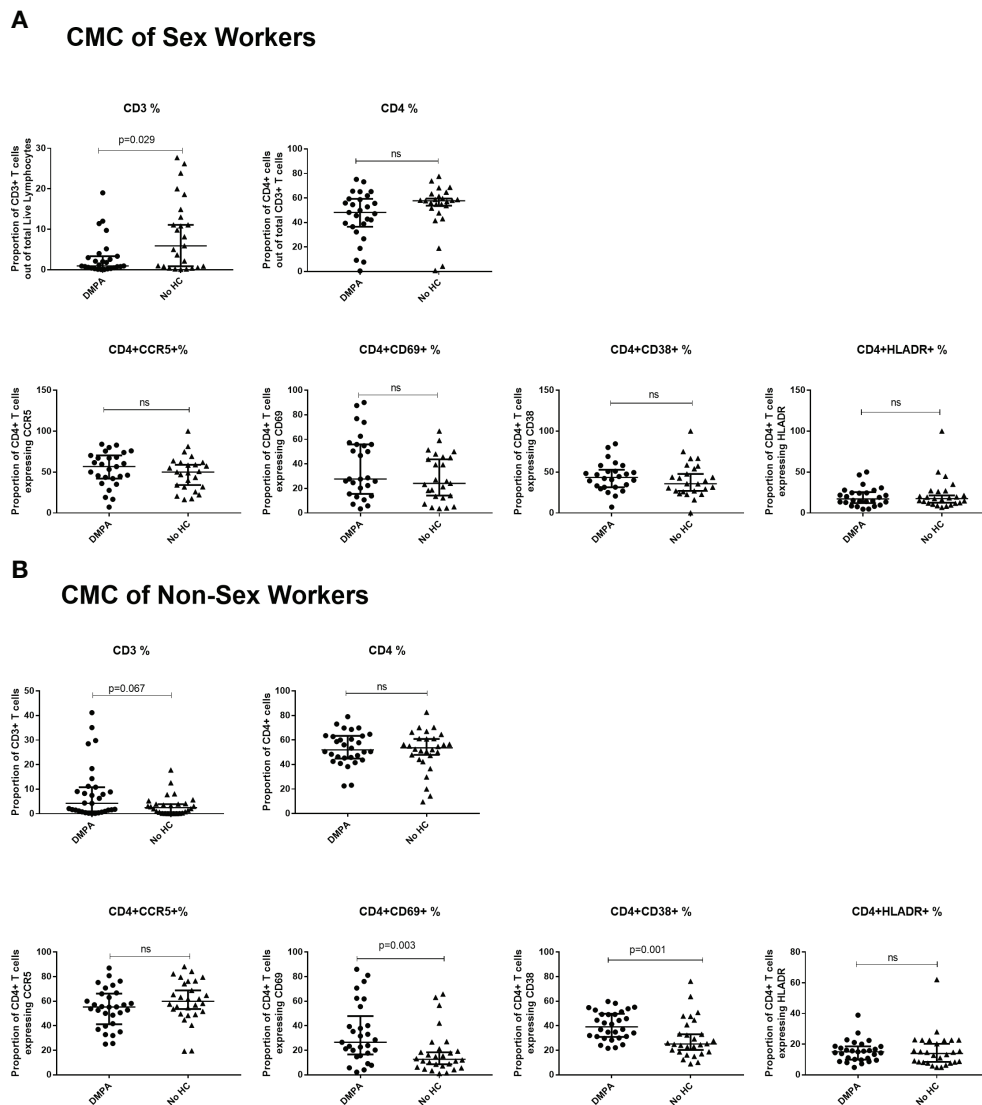 A
CMC of Sex Workers
CD3 %
CD4 %
p=0.029
ns
Proportion of CD3+ T cells
out of total Live Lymphocytes
30
20
10
0
DMPA
No HC
Proportion of CD4+ cells
out of total CD3+ T cells
100
80
60
40
20
0
DMPA
No HC
CD4+CCR5+%
CD4+CD69+ %
CD4+CD38+ %
CD4+HLADR+ %
Proportion of CD4+ T cells
expressing CCR5
150
100
50
0
ns
DMPA
No HC
Proportion of CD4+ T cells
expressing CD69
100
80
60
40
20
0
ns
DMPA
No HC
Proportion of CD4+ T cells
expressing CD38
150
100
50
0
ns
DMPA
No HC
Proportion of CD4+ T cells
expressing HLADR
150
100
50
0
ns
DMPA
No HC
B
CMC of Non-Sex Workers
CD3 %
CD4 %
Proportion of CD3+ T cells
50
40
30
20
10
0
p=0.067
DMPA
No HC
Proportion of CD4+ cells
100
80
60
40
20
0
ns
DMPA
No HC
CD4+CCR5+%
CD4+CD69+ %
CD4+CD38+ %
CD4+HLADR+ %
Proportion of CD4+ T cells
expressing CCR5
100
80
60
40
20
0
ns
DMPA
No HC
Proportion of CD4+ T cells
expressing CD69
100
80
60
40
20
0
p=0.003
DMPA
No HC
Proportion of CD4+ T cells
expressing CD38
100
80
60
40
20
0
p=0.001
DMPA
No HC
Proportion of CD4+ T cells
expressing HLADR
80
60
40
20
0
ns
DMPA
No HC